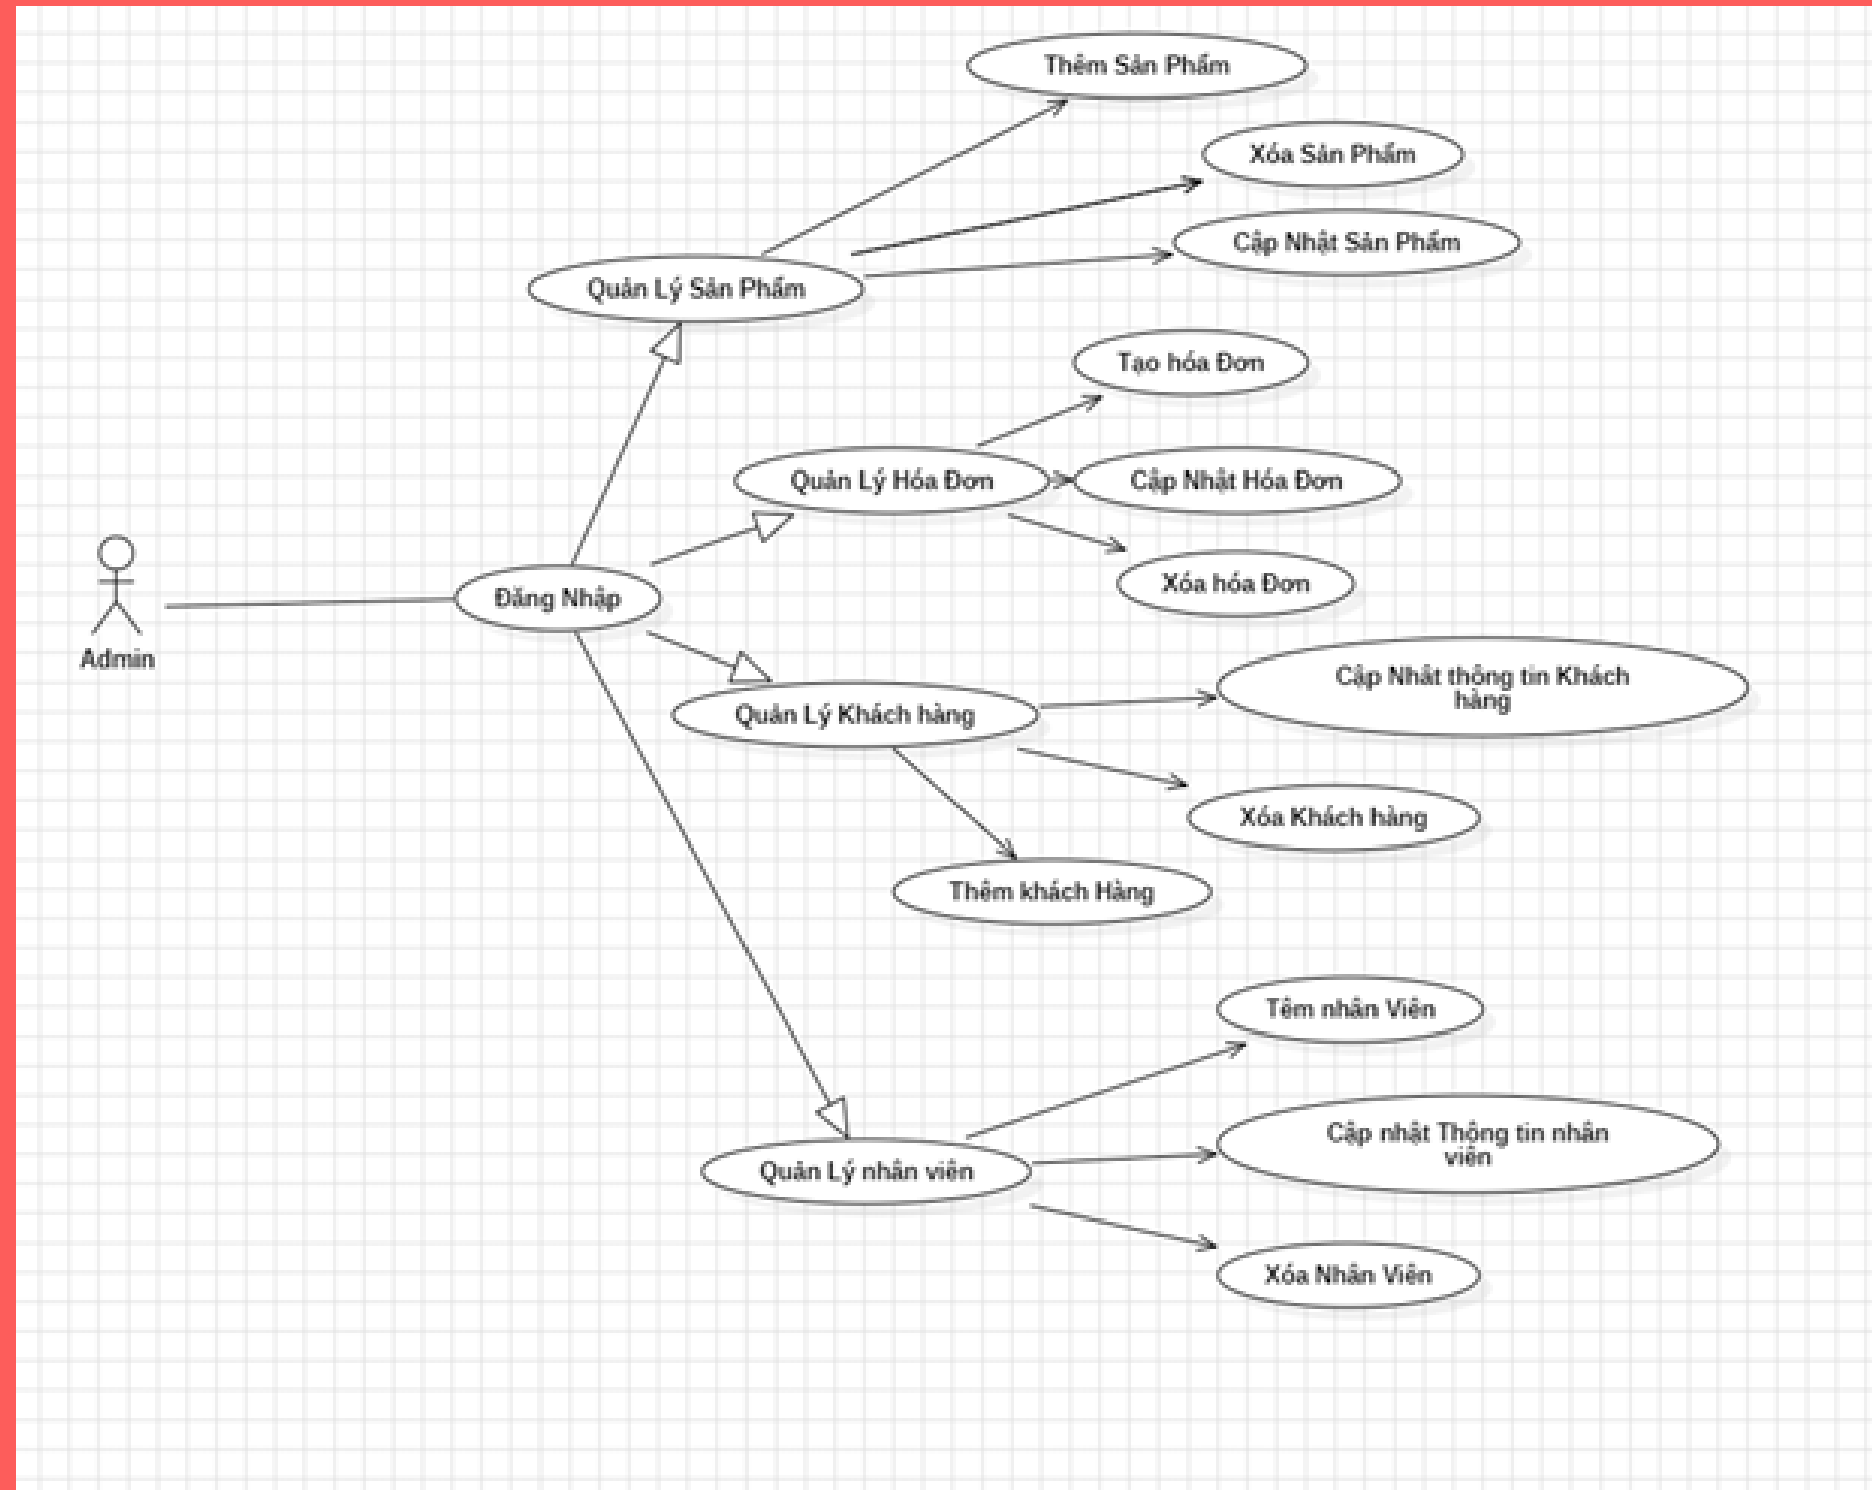 Thêm Sản Phẩm
Xóa Sản Phẩm
Cập Nhật Sản Phẩm
Quản Lý Sản Phẩm
Tạo hóa Đơn
Quản Lý Hóa Đơn
Cập Nhật Hóa Đơn
Xóa hóa Đơn
Đăng Nhập
Admin
Cập Nhât thông tin Khách
hàng
Quản Lý Khách hàng
Xóa Khách hàng
Thêm khách Hàng
Têm nhân Viên
Cập nhật Thông tin nhân
viên
Quản Lý nhân viên
Xóa Nhân Viên